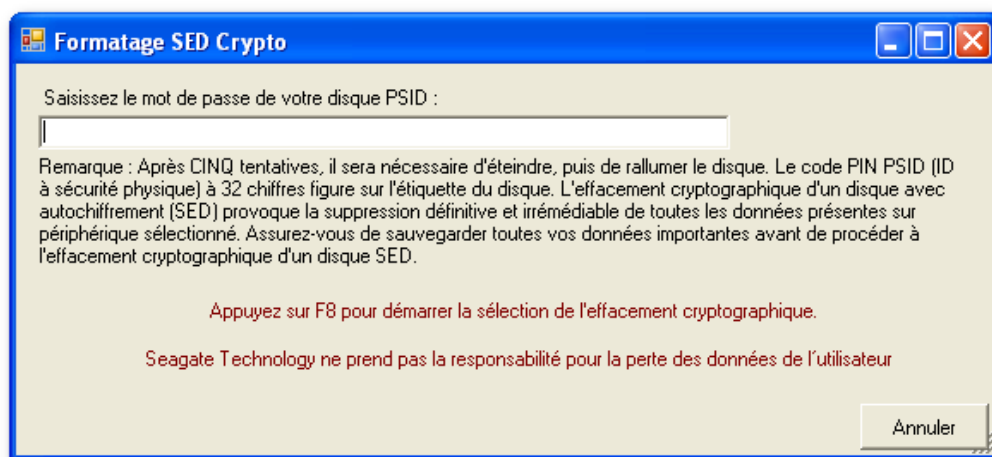 Formatage SED Crypto
Saisissez le mot de passe de votre disque PSID :
Remarque : Après CINQ tentatives, il sera nécessaire d'éteindre, puis de rallumer le disque. Le code PIN PSID (ID
à sécurité physique) à 32 chiffres figure sur l'étiquette du disque. L'effacement cryptographique d'un disque avec
autochiffrement (SED) provoque la suppression définitive et irrémédiable de toutes les données présentes sur
périphérique sélectionné. Assurez-vous de sauvegarder toutes vos données importantes avant de procéder à
l'effacement cryptographique d'un disque SED.
Appuyez sur F8 pour démarrer la sélection de l'effacement cryptographique.
Seagate Technology ne prend pas la responsabilité pour la perte des données de l´utilisateur
Annuler